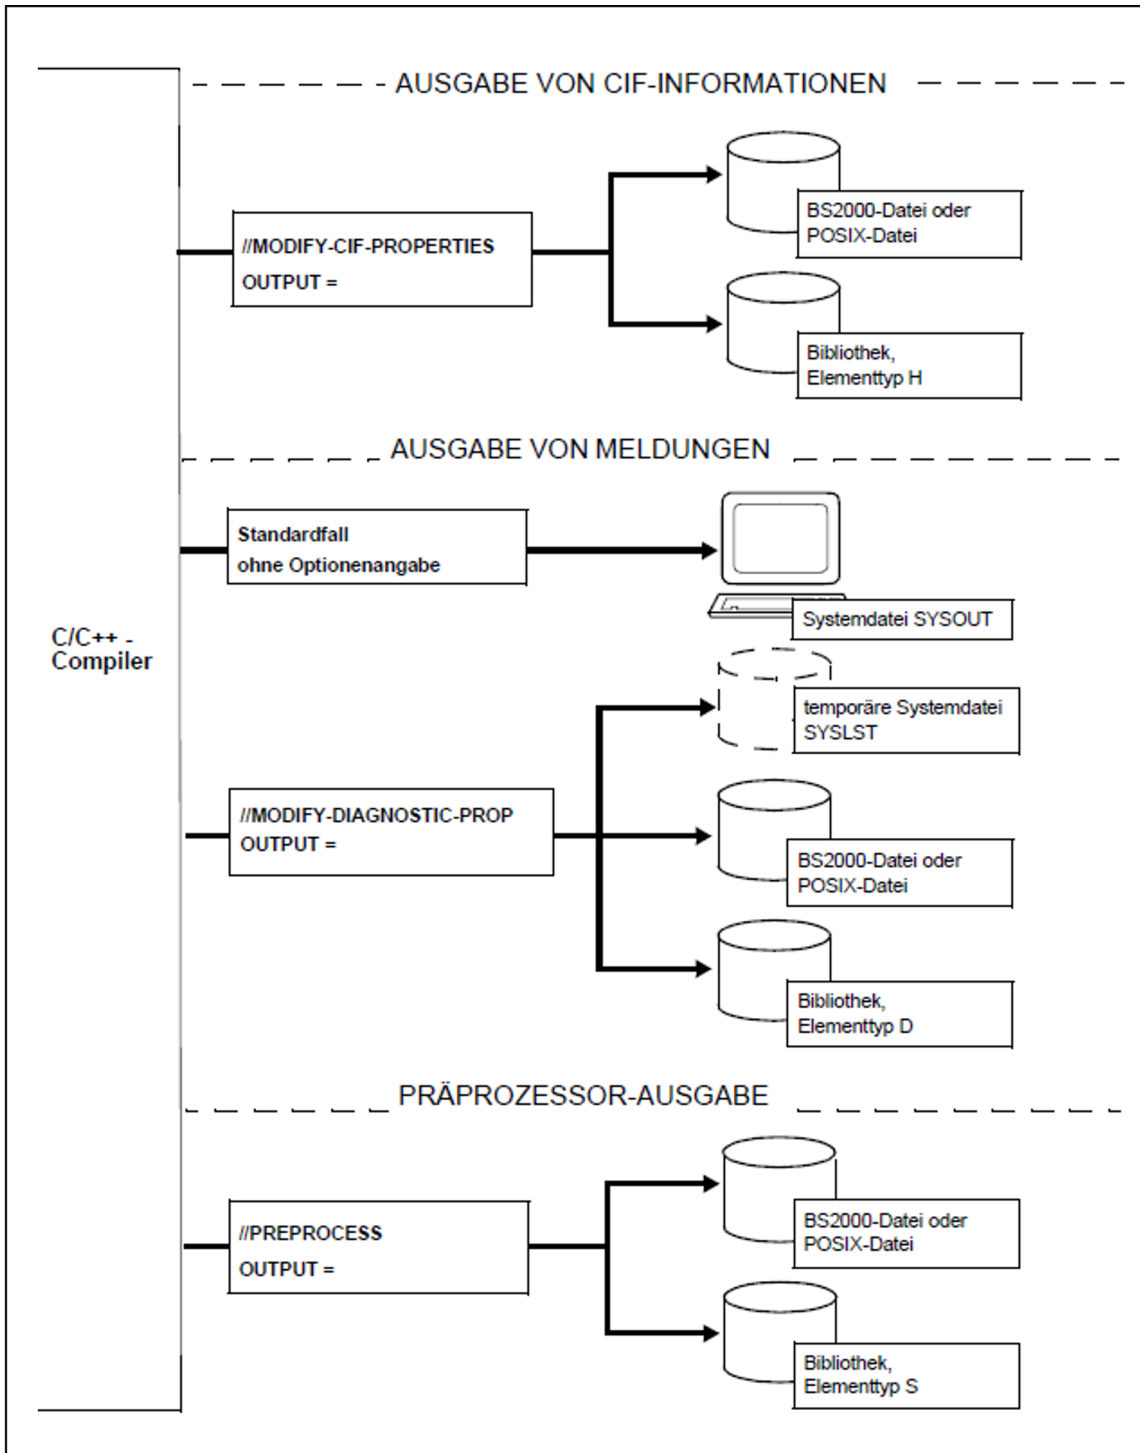 AUSGABE VON CIF-INFORMATIONEN
BS2000-Datei oder
POSIX-Datei
//MODIFY-CIF-PROPERTIES
OUTPUT =
Bibliothek,
Elementtyp H
AUSGABE VON MELDUNGEN
Standardfall
ohne Optionenangabe
Systemdatei SYSOUT
C/C++ -
Compiler
temporäre Systemdatei
SYSLST
//MODIFY-DIAGNOSTIC-PROP
OUTPUT =
BS2000-Datei oder
POSIX-Datei
Bibliothek,
Elementtyp D
PRÄPROZESSOR-AUSGABE
BS2000-Datei oder
POSIX-Datei
//PREPROCESS
OUTPUT =
Bibliothek,
Elementtyp S